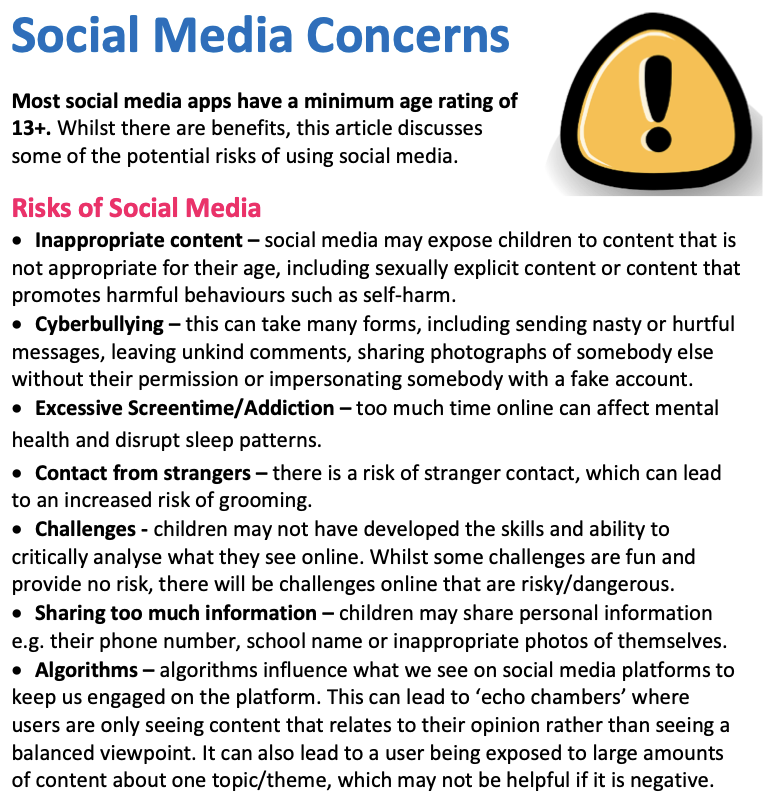 Social Media Concerns
Most social media apps have a minimum age rating of
13+. Whilst there are benefits, this article discusses
some of the potential risks of using social media.
Risks of Social Media
• Inappropriate content – social media may expose children to content that is
not appropriate for their age, including sexually explicit content or content that
promotes harmful behaviours such as self-harm.
• Cyberbullying – this can take many forms, including sending nasty or hurtful
messages, leaving unkind comments, sharing photographs of somebody else
without their permission or impersonating somebody with a fake account.
• Excessive Screentime/Addiction – too much time online can affect mental
health and disrupt sleep patterns.
• Contact from strangers – there is a risk of stranger contact, which can lead
to an increased risk of grooming.
• Challenges - children may not have developed the skills and ability to
critically analyse what they see online. Whilst some challenges are fun and
provide no risk, there will be challenges online that are risky/dangerous.
• Sharing too much information – children may share personal information
e.g. their phone number, school name or inappropriate photos of themselves.
• Algorithms – algorithms influence what we see on social media platforms to
keep us engaged on the platform. This can lead to ‘echo chambers’ where
users are only seeing content that relates to their opinion rather than seeing a
balanced viewpoint. It can also lead to a user being exposed to large amounts
of content about one topic/theme, which may not be helpful if it is negative.